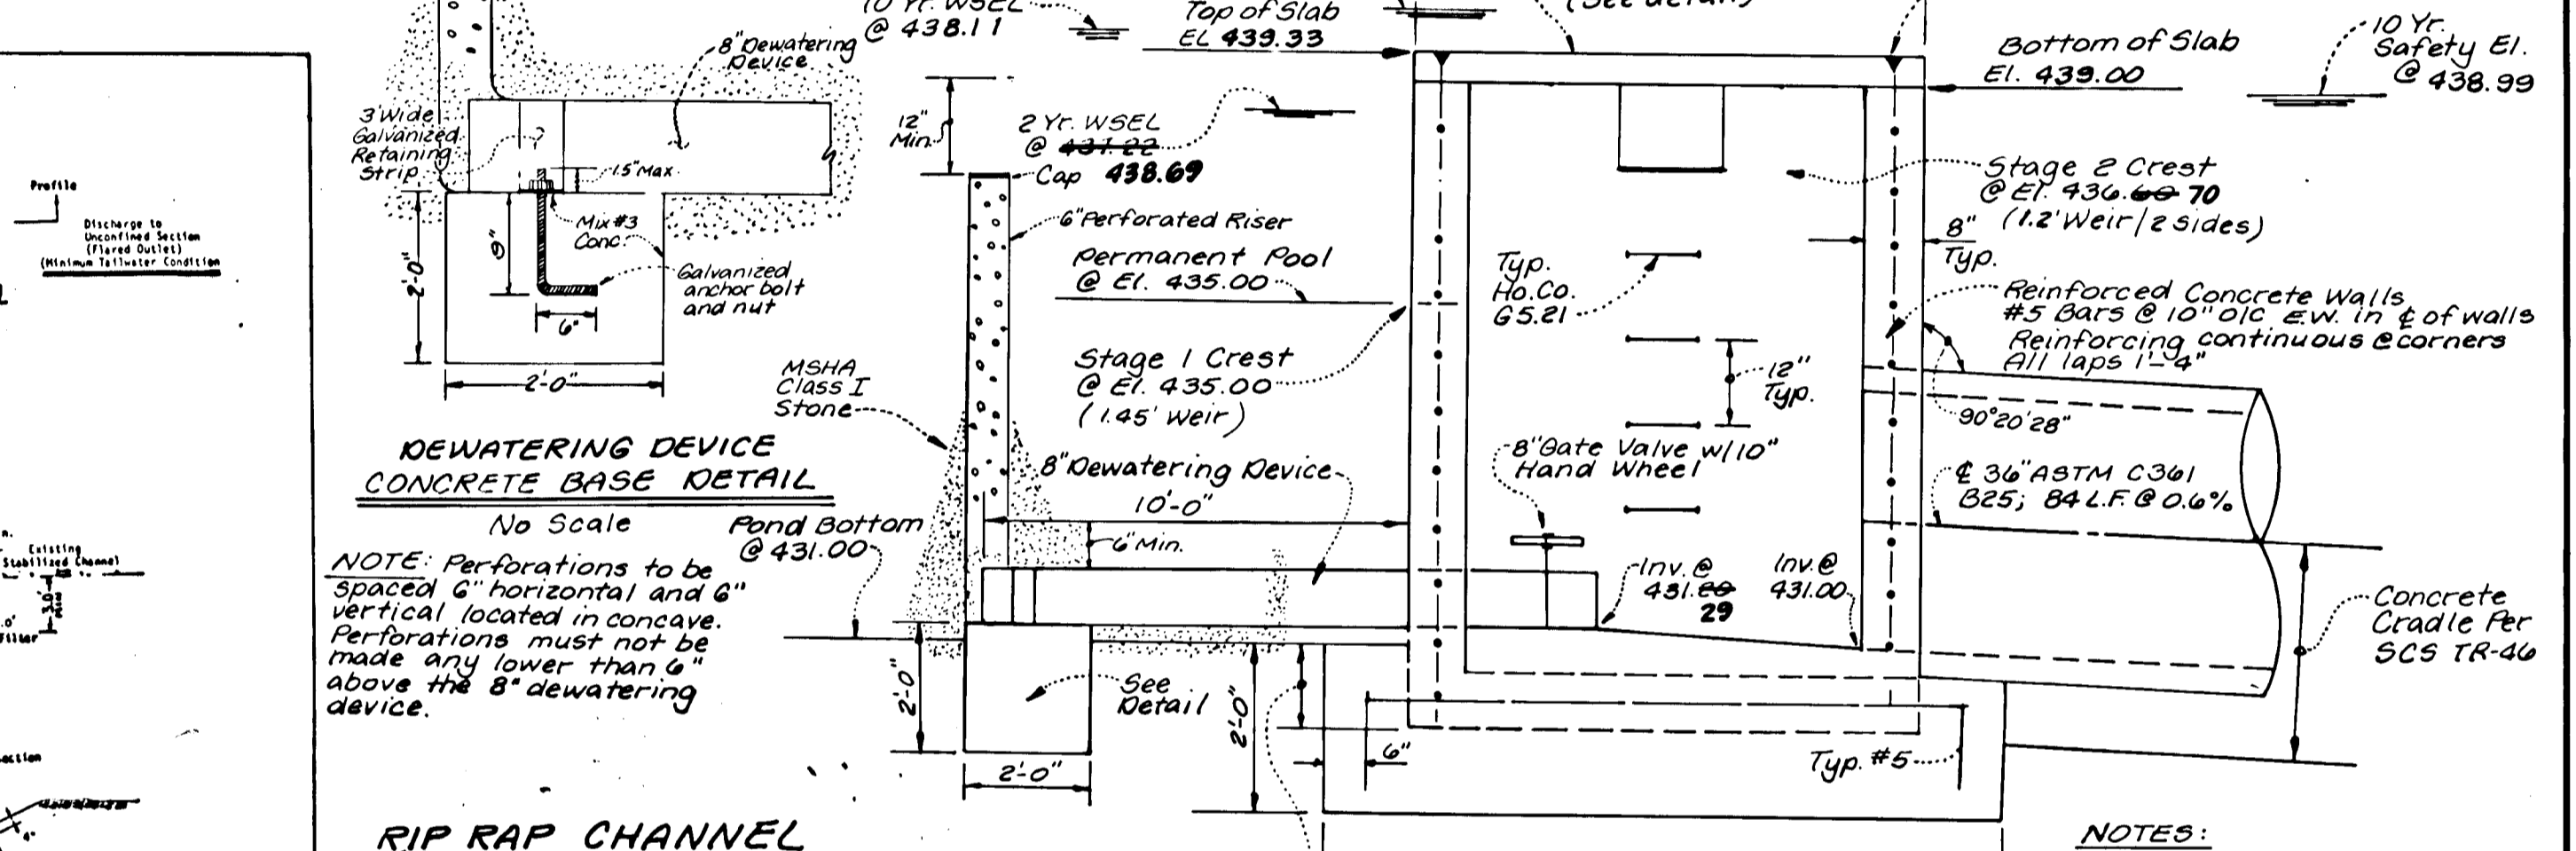 Profile
Discharge to
Unconfined Section
(Flared Outlet)
(Minimum Tailwater Condition
Existing
Stabilized Channel
3.0'
Filter
4"
8" Dewatering
Device
3" Wide
Galvanized
Retaining
Strip
1.5" Max.
Mix #3
Conc.
9"
2'-0"
6"
Galvanized
anchor bolt
and nut
2'-0"
DEWATERING DEVICE
CONCRETE BASE DETAIL
No Scale
NOTE: Perforations to be
spaced 6" horizontal and 6"
vertical located in concave.
Perforations must not be
made any lower than 6"
above the 8" dewatering
device.
RIP RAP CHANNEL
10 Yr. WSEL
@ 438.11
Top of Slab
EL 439.33
(See detail)
Bottom of Slab
El. 439.00
10 Yr.
Safety El.
@ 438.99
12"
Min.
2 Yr. WSEL
@ 437.22
Cap 438.69
6" Perforated Riser
Permanent Pool
@ El. 435.00
Stage 1 Crest
@ El. 435.00
(1.45' Weir)
MSHA
Class I
Stone
8" Dewatering Device
10'-0"
Pond Bottom
@ 431.00
6" Min.
2'-0"
See
Detail
2'-0"
2'-0"
6"
Typ.
Ho.Co.
G5.21
12"
Typ.
8" Gate Valve w/10"
Hand Wheel
Inv. @
431.20
29
Inv. @
431.00
Stage 2 Crest
@ El. 436.60 70
(1.2' Weir/2 sides)
8"
Typ.
Reinforced Concrete Walls
#5 Bars @ 10" o/c E.W. in ℄ of walls
Reinforcing continuous @ corners
All laps 1'-4"
90°20'28"
℄ 36" ASTM C361
B25; 84 L.F. @ 0.6%
Concrete
Cradle Per
SCS TR-46
Typ. #5
NOTES: